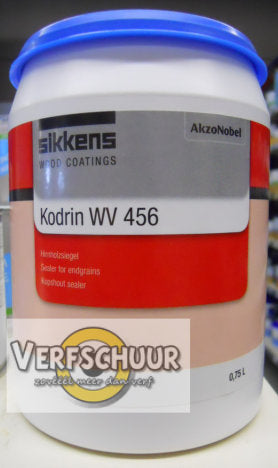 sikkens
WOOD COATINGS
AkzoNobel
Kodrin WV 456
Hirnholzsiegel
Sealer for endgrains
Kopshout sealer
0,75 L
VERFSCHUUR
zoveel meer dan verf